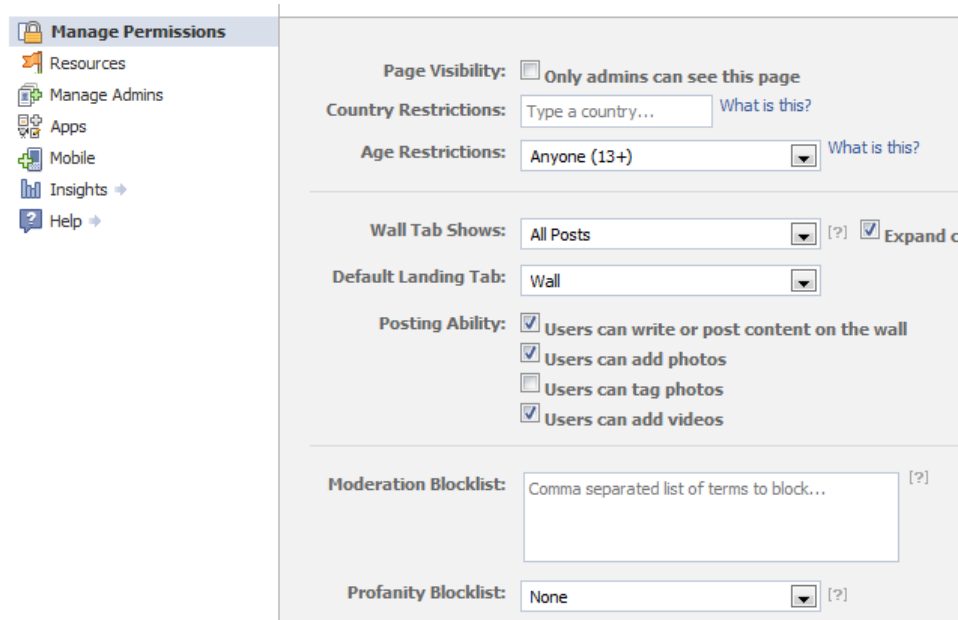 Manage Permissions
Resources
Manage Admins
Apps
Mobile
Insights
Help
Page Visibility: Only admins can see this page
Country Restrictions: Type a country... What is this?
Age Restrictions: Anyone (13+) What is this?
Wall Tab Shows: All Posts [?] Expand c
Default Landing Tab: Wall
Posting Ability: Users can write or post content on the wall
Users can add photos
Users can tag photos
Users can add videos
Moderation Blocklist: Comma separated list of terms to block... [?]
Profanity Blocklist: None [?]